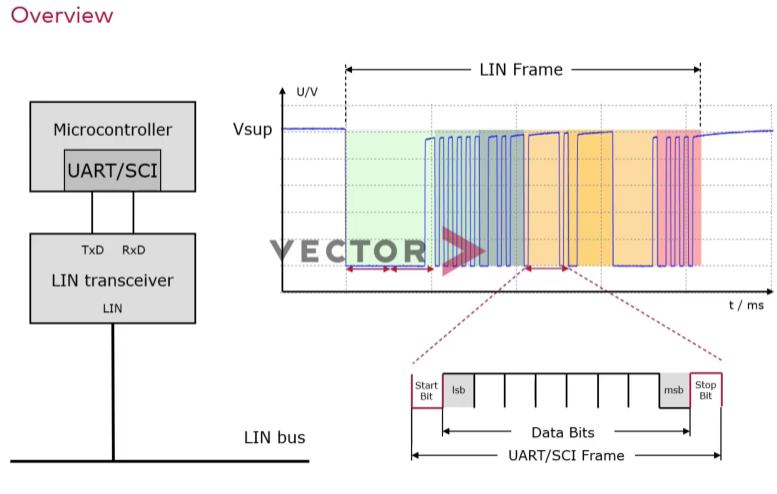 Overview
LIN Frame
U/V
Vsup
Microcontroller
UART/SCI
TxD RxD
LIN transceiver
LIN
VECTOR
t / ms
Start
Bit
lsb
msb
Stop
Bit
Data Bits
LIN bus
UART/SCI Frame